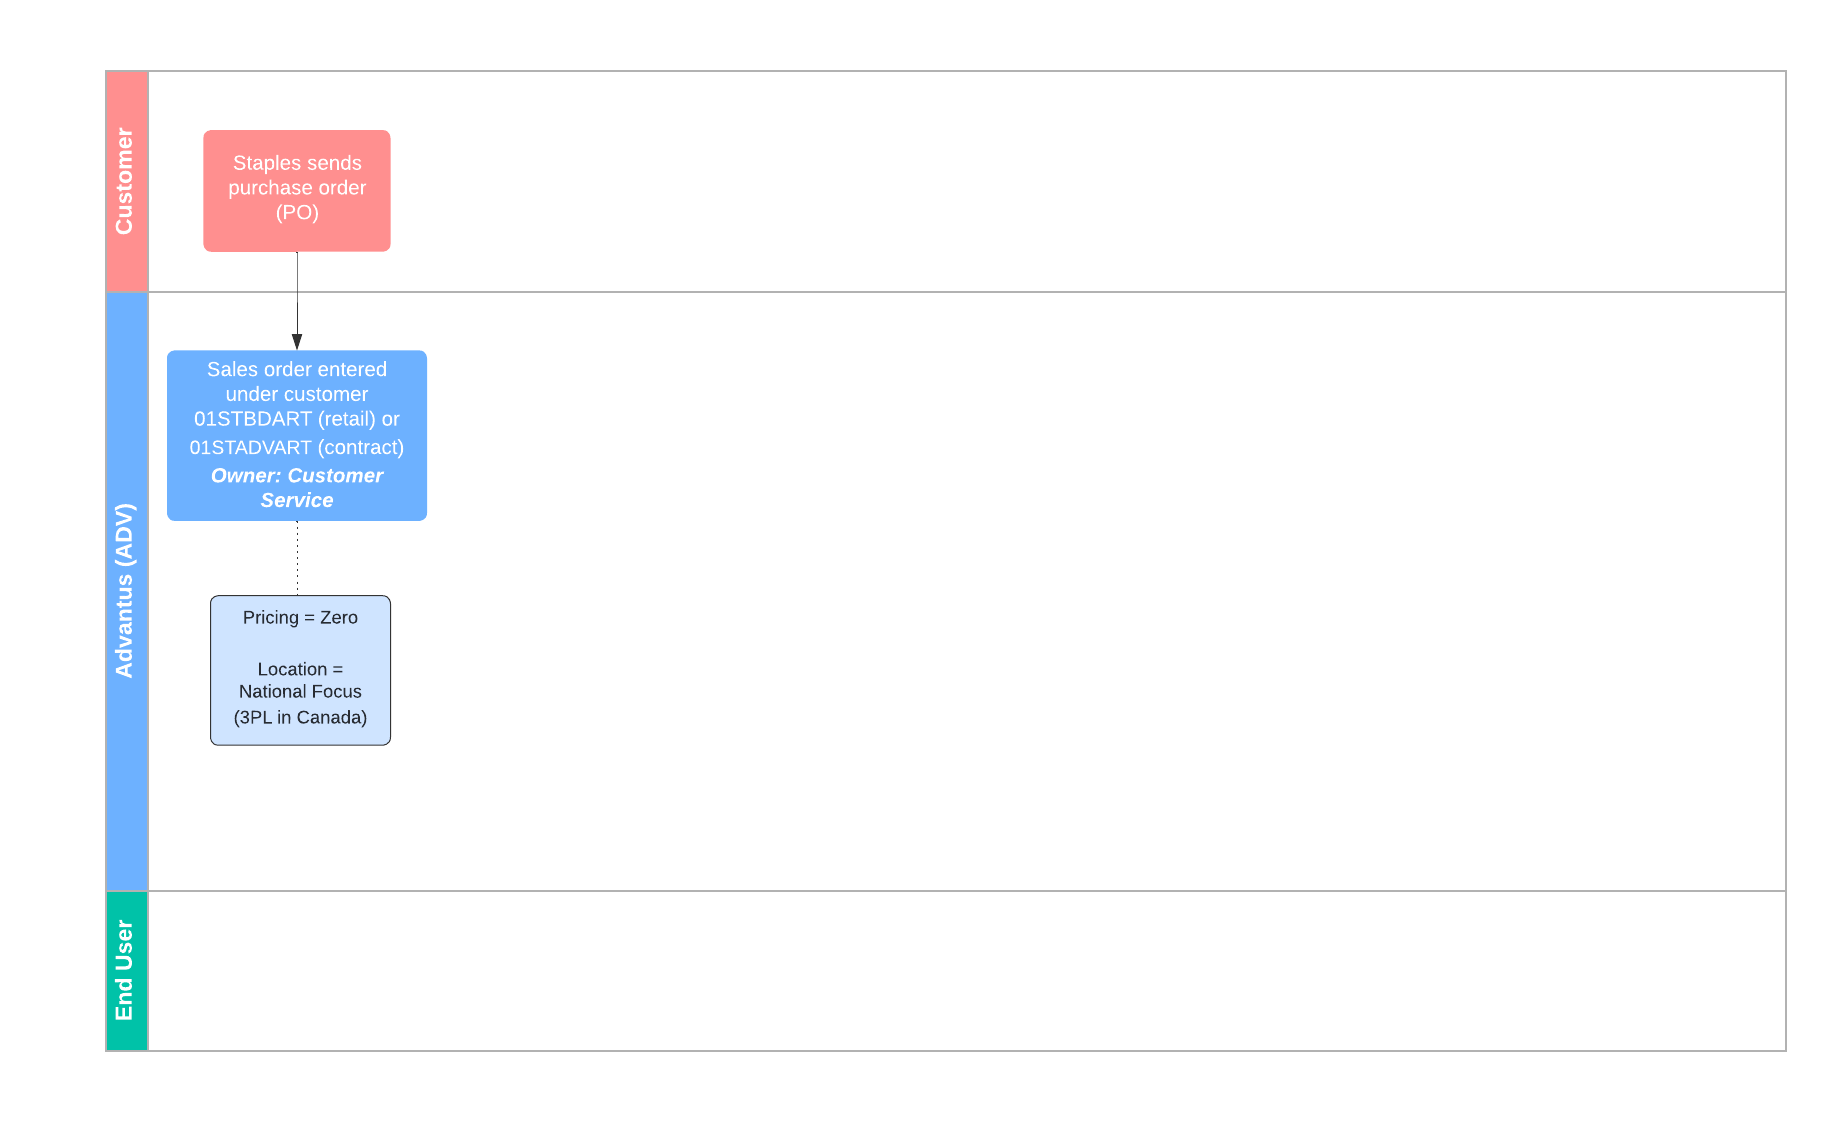 Customer
Staples sends
purchase order
(PO)
Advantus (ADV)
Sales order entered
under customer
01STBDART (retail) or
01STADVART (contract)
Owner: Customer
Service
Pricing = Zero
Location =
National Focus
(3PL in Canada)
End User